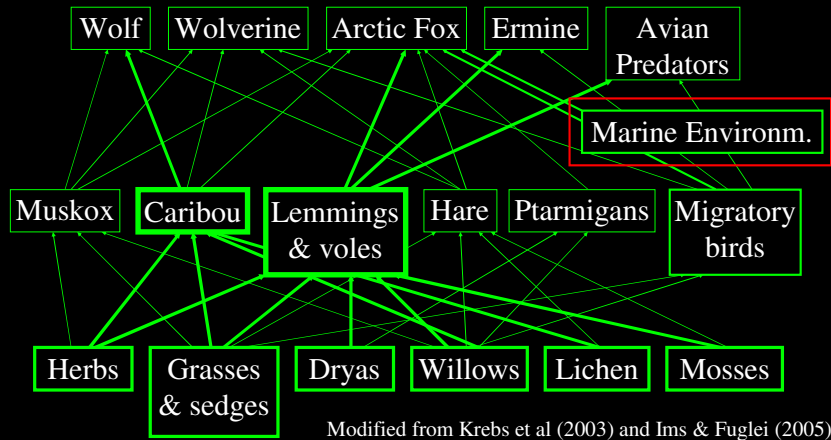 Wolf
Wolverine
Arctic Fox
Ermine
Avian
Predators
Marine Environm.
Muskox
Caribou
Lemmings
& voles
Hare
Ptarmigans
Migratory
birds
Herbs
Grasses
& sedges
Dryas
Willows
Lichen
Mosses
Modified from Krebs et al (2003) and Ims & Fuglei (2005)